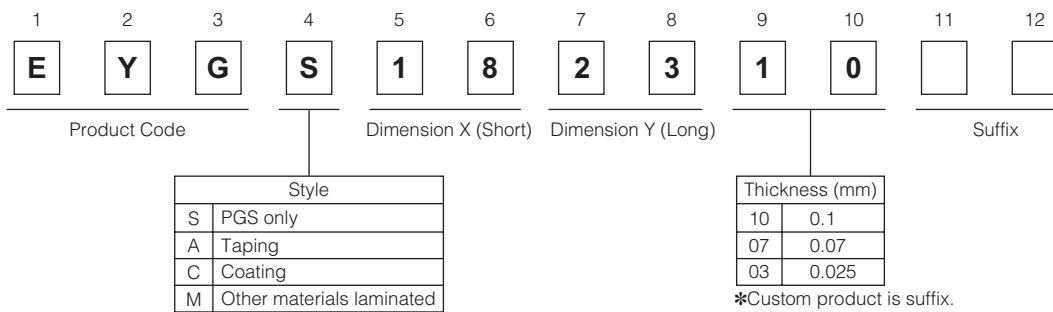 1 2 3 4 5 6 7 8 9 10 11 12
E Y G S 1 8 2 3 1 0
Product Code Dimension X (Short) Dimension Y (Long) Suffix
Style
S PGS only
A Taping
C Coating
M Other materials laminated
Thickness (mm)
10 0.1
07 0.07
03 0.025
✽Custom product is suffix.